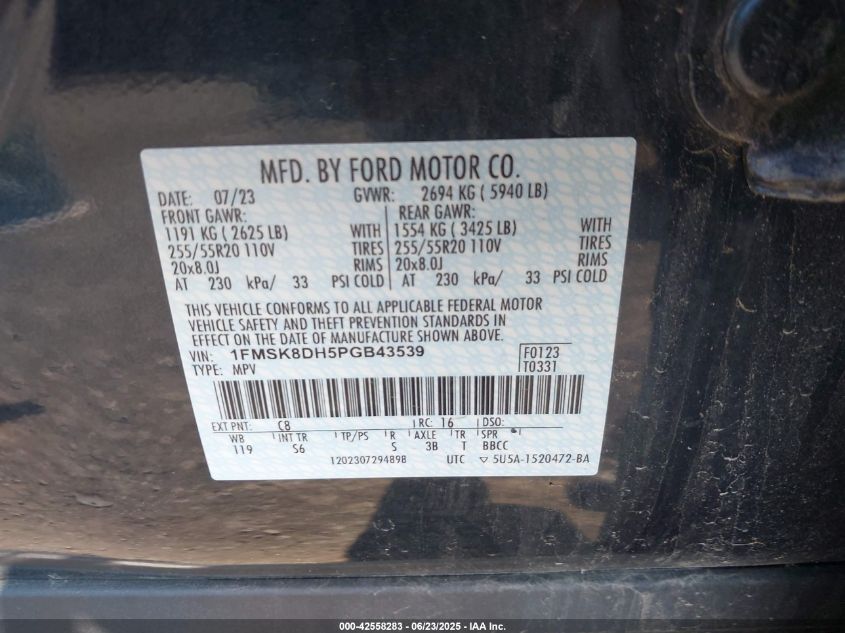 MFD. BY FORD MOTOR CO.
DATE: 07/23 GVWR: 2694 KG ( 5940 LB)
FRONT GAWR: REAR GAWR:
1191 KG ( 2625 LB) WITH 1554 KG ( 3425 LB) WITH
255/55R20 110V TIRES 255/55R20 110V TIRES
20x8.0J RIMS 20x8.0J RIMS
AT 230 kPa/ 33 PSI COLD AT 230 kPa/ 33 PSI COLD
THIS VEHICLE CONFORMS TO ALL APPLICABLE FEDERAL MOTOR
VEHICLE SAFETY AND THEFT PREVENTION STANDARDS IN
EFFECT ON THE DATE OF MANUFACTURE SHOWN ABOVE.
VIN: 1FMSK8DH5PGB43539 F0123
TYPE: MPV T0331
EXT PNT: C8 RC: 16 DSO:
WB INT TR TP/PS R AXLE TR SPR
119 S6 S 3B T BBCC
120230729489B UTC ▽ 5U5A-1520472-BA
000-42558283 - 06/23/2025 - IAA Inc.